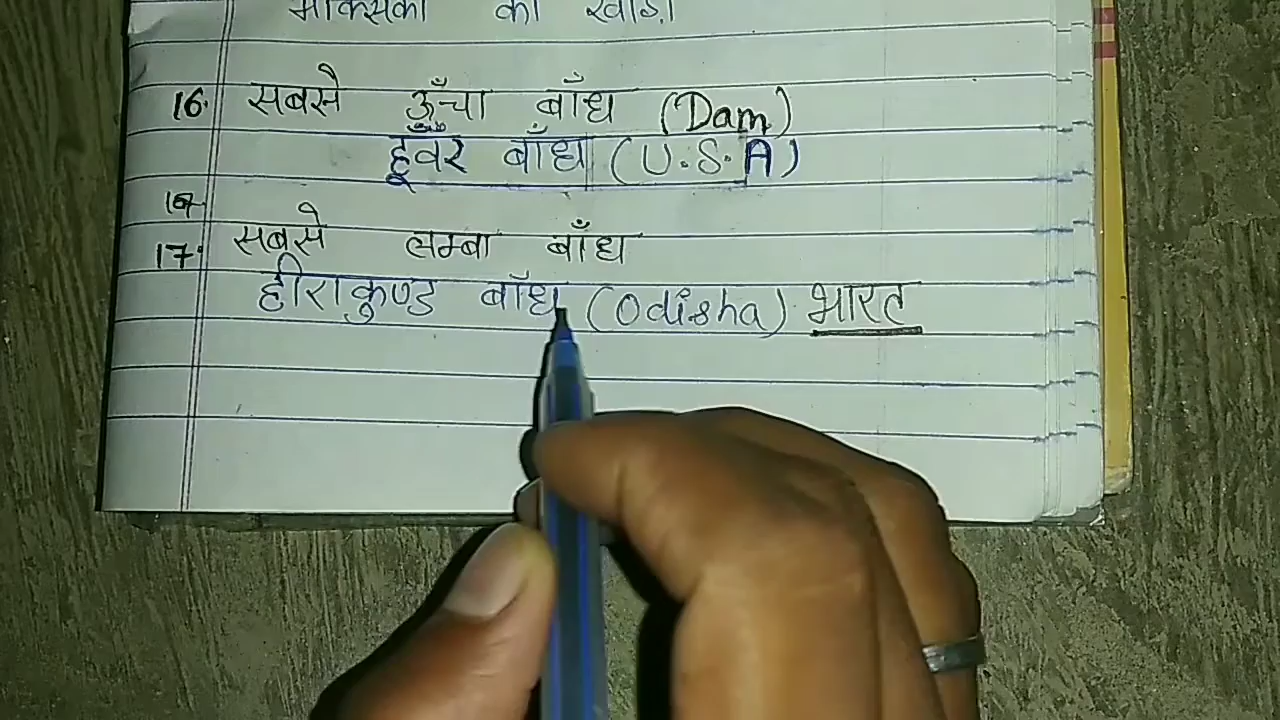 मैक्सिको की खाड़ी
16. सबसे ऊँचा बाँध (Dam)
हूवर बाँध (U.S.A)
17. सबसे लम्बा बाँध
हीराकुण्ड बाँध (Odisha) भारत